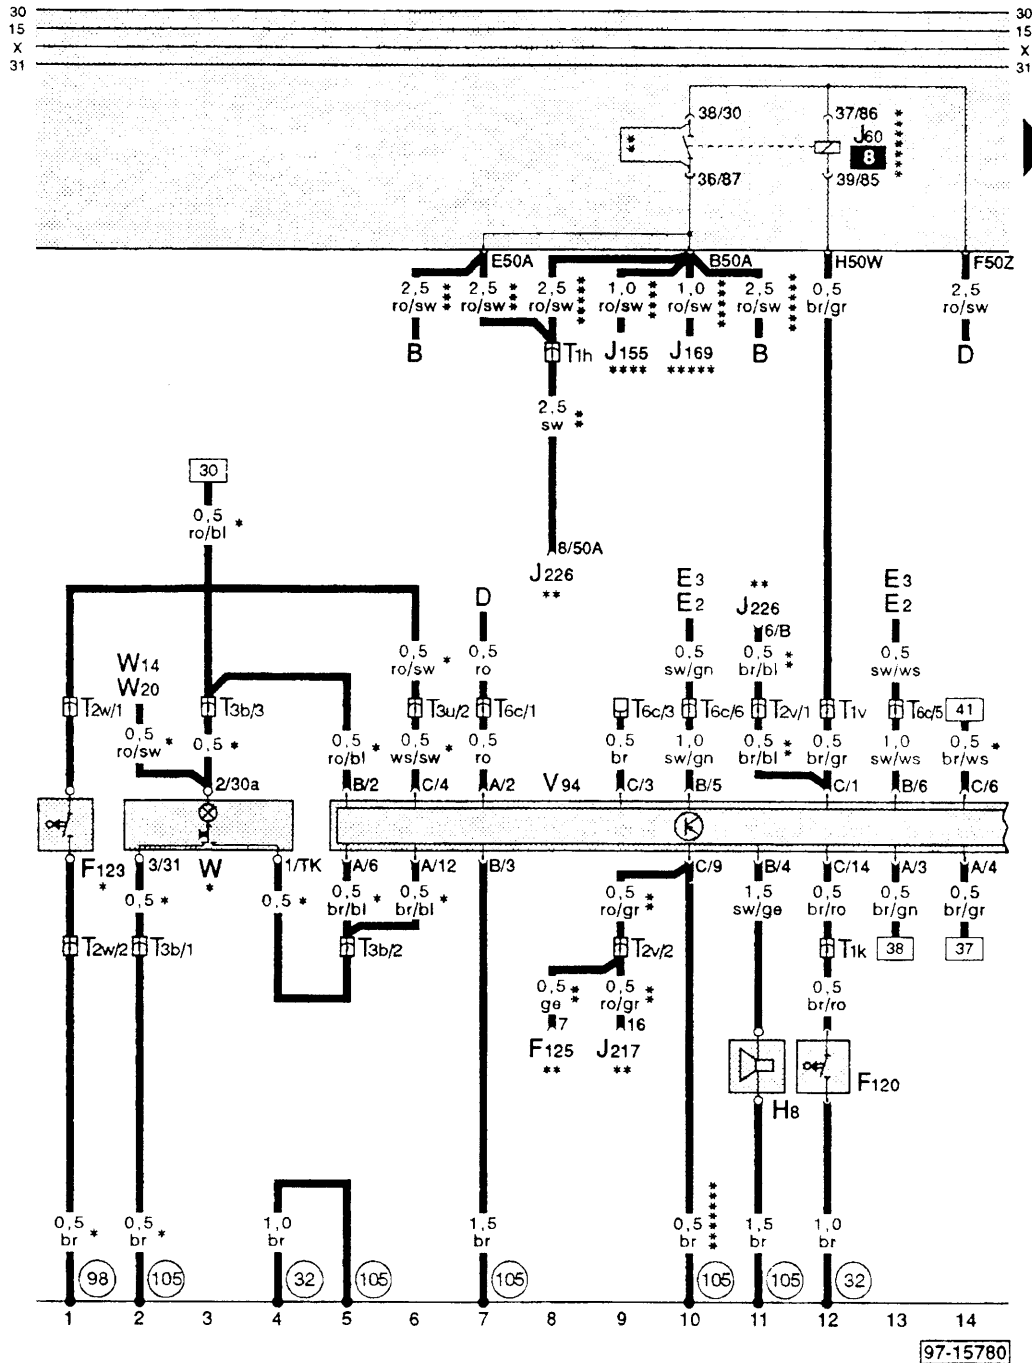 30 30
15 15
X X
31 31
38/30 37/86 *******
** J60
8
36/87 39/85
E50A B50A H50W F50Z
2,5 2,5 2,5 1,0 1,0 2,5 0,5 2,5
ro/sw ro/sw ro/sw ro/sw ro/sw ro/sw br/gr ro/sw
B T1h J155 J169 B D
**** *****
2,5
sw **
30
0,5
ro/bl *
8/50A
J226
**
E3 ** E3
D E2 J226 E2
6/B
0,5 0,5 0,5 0,5 0,5
ro/sw * ro sw/gn br/bl ** sw/ws
W14
W20
T2w/1 T3b/3 T3u/2 T6c/1 T6c/3 T6c/6 T2v/1 T1v T6c/5 41
0,5 0,5 * 0,5 0,5 0,5 0,5 1,0 0,5 0,5 1,0 0,5
ro/sw * ro/bl * ws/sw * ro br sw/gn br/bl ** br/gr sw/ws br/ws *
2/30a B/2 C/4 A/2 V94 C/3 B/5 C/1 B/6 C/6
F123 3/31 W 1/TK A/6 A/12 B/3 C/9 B/4 C/14 A/3 A/4
* *
0,5 * 0,5 * 0,5 0,5 0,5 1,5 0,5 0,5 0,5
br/bl * br/bl * ro/gr ** sw/ge br/ro br/gn br/gr
T2w/2 T3b/1 T3b/2 T2v/2 T1k 38 37
0,5 0,5 0,5
ge ** ro/gr ** br/ro
7 16
F125 J217
** **
F120
H8
0,5 0,5 1,0 1,5 0,5 1,5 1,0
br * br * br br br ******* br br
98 105 32 105 105 105 105 32
1 2 3 4 5 6 7 8 9 10 11 12 13 14
97-15780